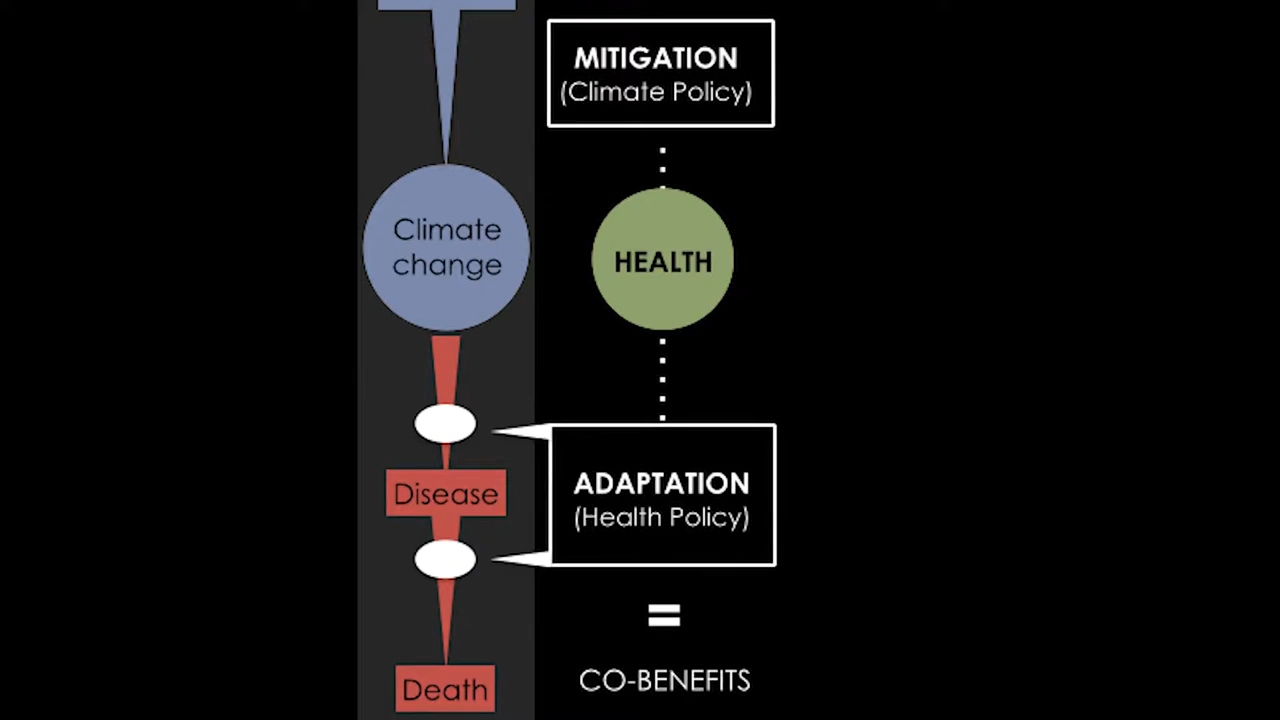 MITIGATION
(Climate Policy)
Climate
change
HEALTH
Disease
ADAPTATION
(Health Policy)
=
CO-BENEFITS
Death